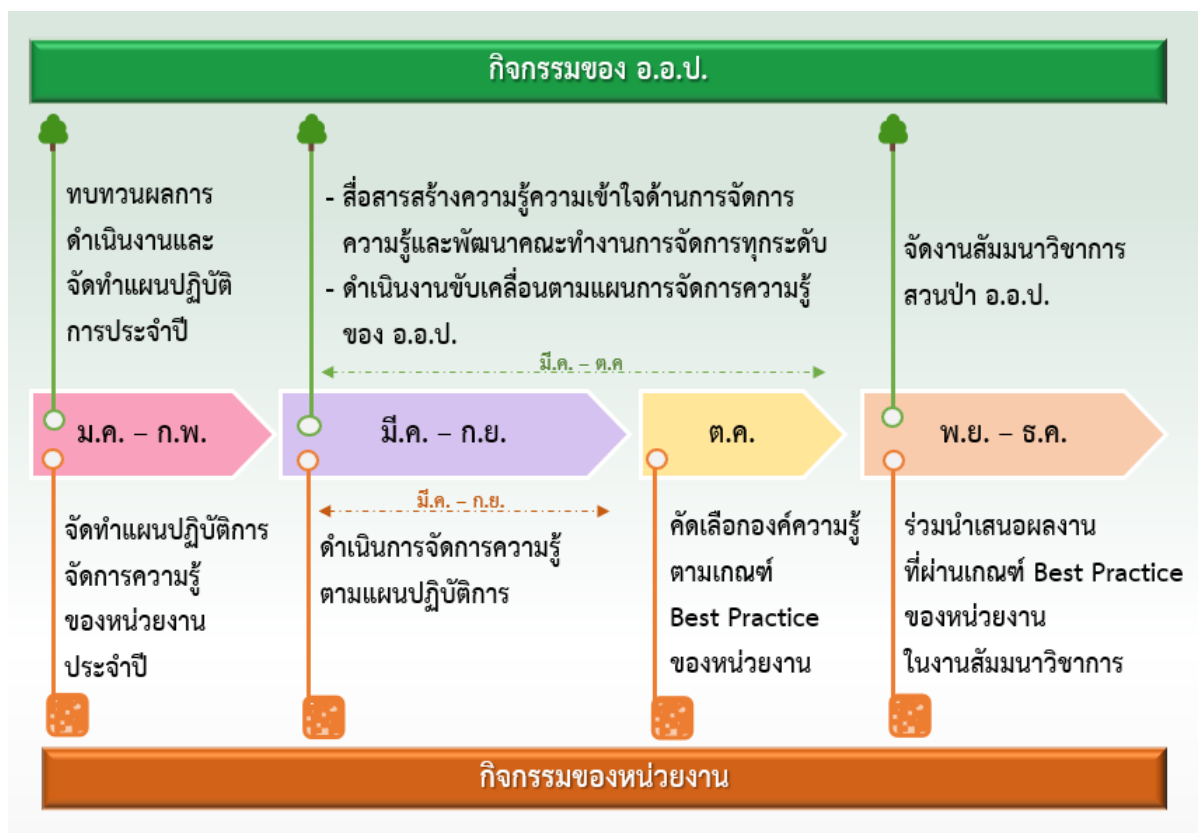 กิจกรรมของ อ.อ.ป.
ทบทวนผลการ
ดำเนินงานและ
จัดทำแผนปฏิบัติ
การประจำปี
- สื่อสารสร้างความรู้ความเข้าใจด้านการจัดการ
ความรู้และพัฒนาคณะทำงานการจัดการทุกระดับ
- ดำเนินงานขับเคลื่อนตามแผนการจัดการความรู้
ของ อ.อ.ป.
จัดงานสัมมนาวิชาการ
สวนป่า อ.อ.ป.
มี.ค. – ต.ค
ม.ค. – ก.พ.
มี.ค. – ก.ย.
ต.ค.
พ.ย. – ธ.ค.
มี.ค. – ก.ย.
จัดทำแผนปฏิบัติการ
จัดการความรู้
ของหน่วยงาน
ประจำปี
ดำเนินการจัดการความรู้
ตามแผนปฏิบัติการ
คัดเลือกองค์ความรู้
ตามเกณฑ์
Best Practice
ของหน่วยงาน
ร่วมนำเสนอผลงาน
ที่ผ่านเกณฑ์ Best Practice
ของหน่วยงาน
ในงานสัมมนาวิชาการ
กิจกรรมของหน่วยงาน